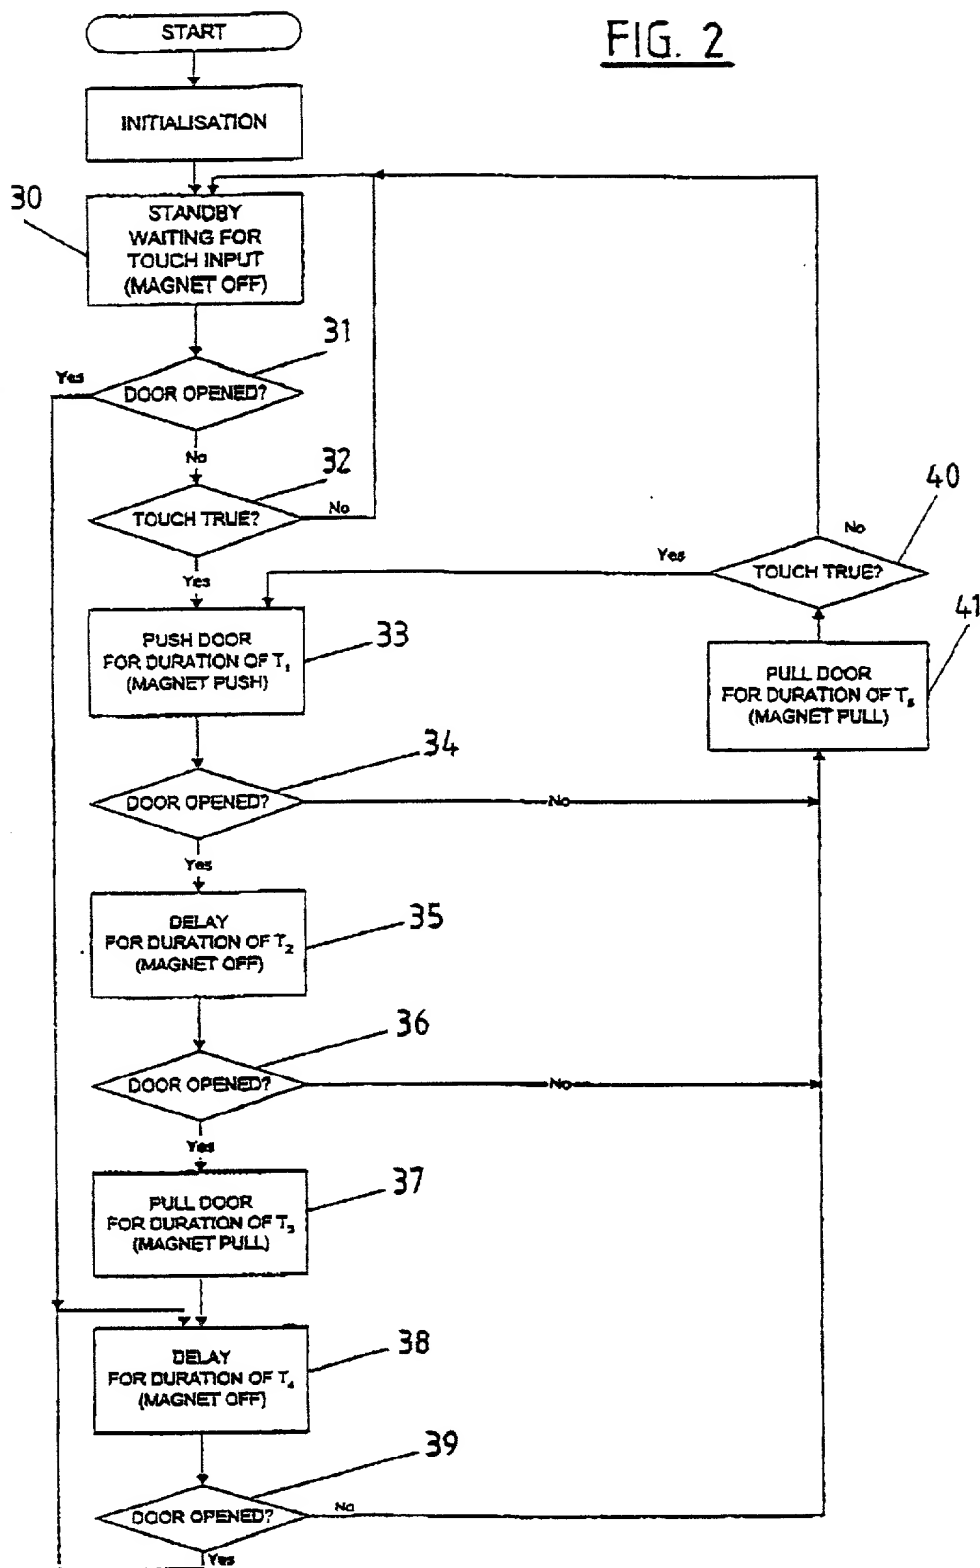 START
FIG. 2
INITIALISATION
30
STANDBY
WAITING FOR
TOUCH INPUT
(MAGNET OFF)
31
Yes
DOOR OPENED?
No
32
TOUCH TRUE?
No
40
No
Yes
TOUCH TRUE?
Yes
41
PUSH DOOR
FOR DURATION OF T₁
(MAGNET PUSH)
33
PULL DOOR
FOR DURATION OF T₅
(MAGNET PULL)
34
DOOR OPENED?
No
Yes
DELAY
FOR DURATION OF T₂
(MAGNET OFF)
35
36
DOOR OPENED?
No
Yes
PULL DOOR
FOR DURATION OF T₃
(MAGNET PULL)
37
DELAY
FOR DURATION OF T₄
(MAGNET OFF)
38
39
DOOR OPENED?
No
Yes